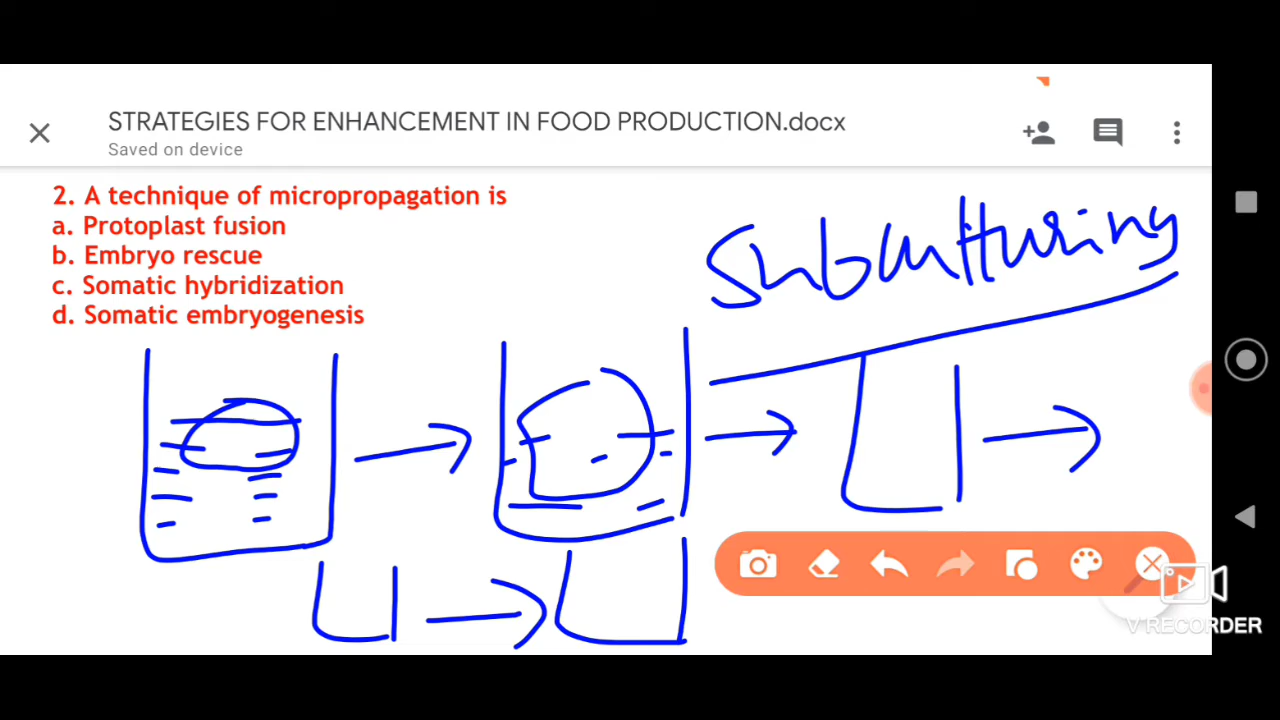 STRATEGIES FOR ENHANCEMENT IN FOOD PRODUCTION.docx
Saved on device
2. A technique of micropropagation is
a. Protoplast fusion
b. Embryo rescue
c. Somatic hybridization
d. Somatic embryogenesis
Subculturing
V RECORDER